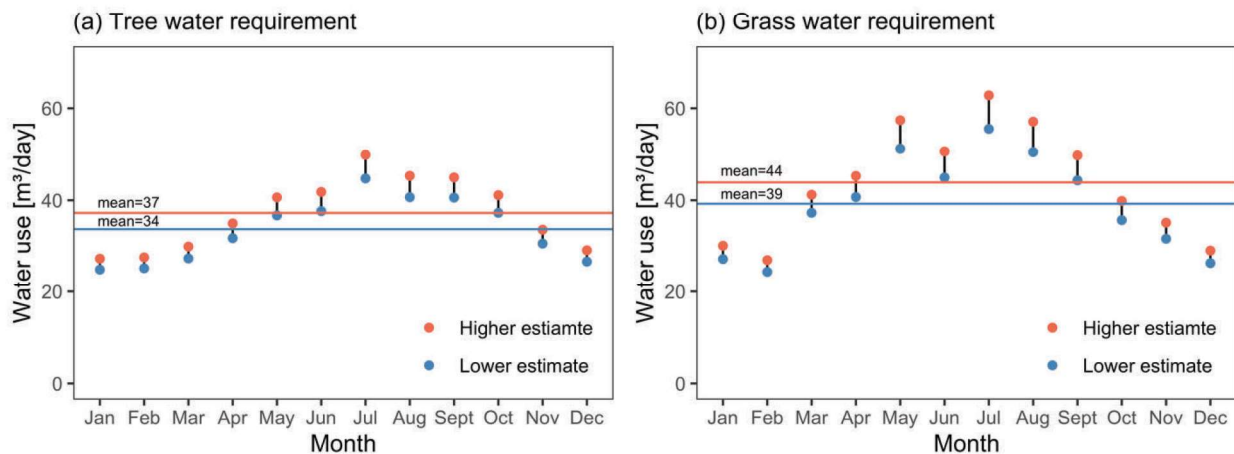 (a) Tree water requirement
Water use [m³/day]
60
40
20
0
mean=37
mean=34
Higher estiamte
Lower estimate
Jan Feb Mar Apr May Jun Jul Aug Sept Oct Nov Dec
Month
(b) Grass water requirement
Water use [m³/day]
60
40
20
0
mean=44
mean=39
Higher estiamte
Lower estimate
Jan Feb Mar Apr May Jun Jul Aug Sept Oct Nov Dec
Month